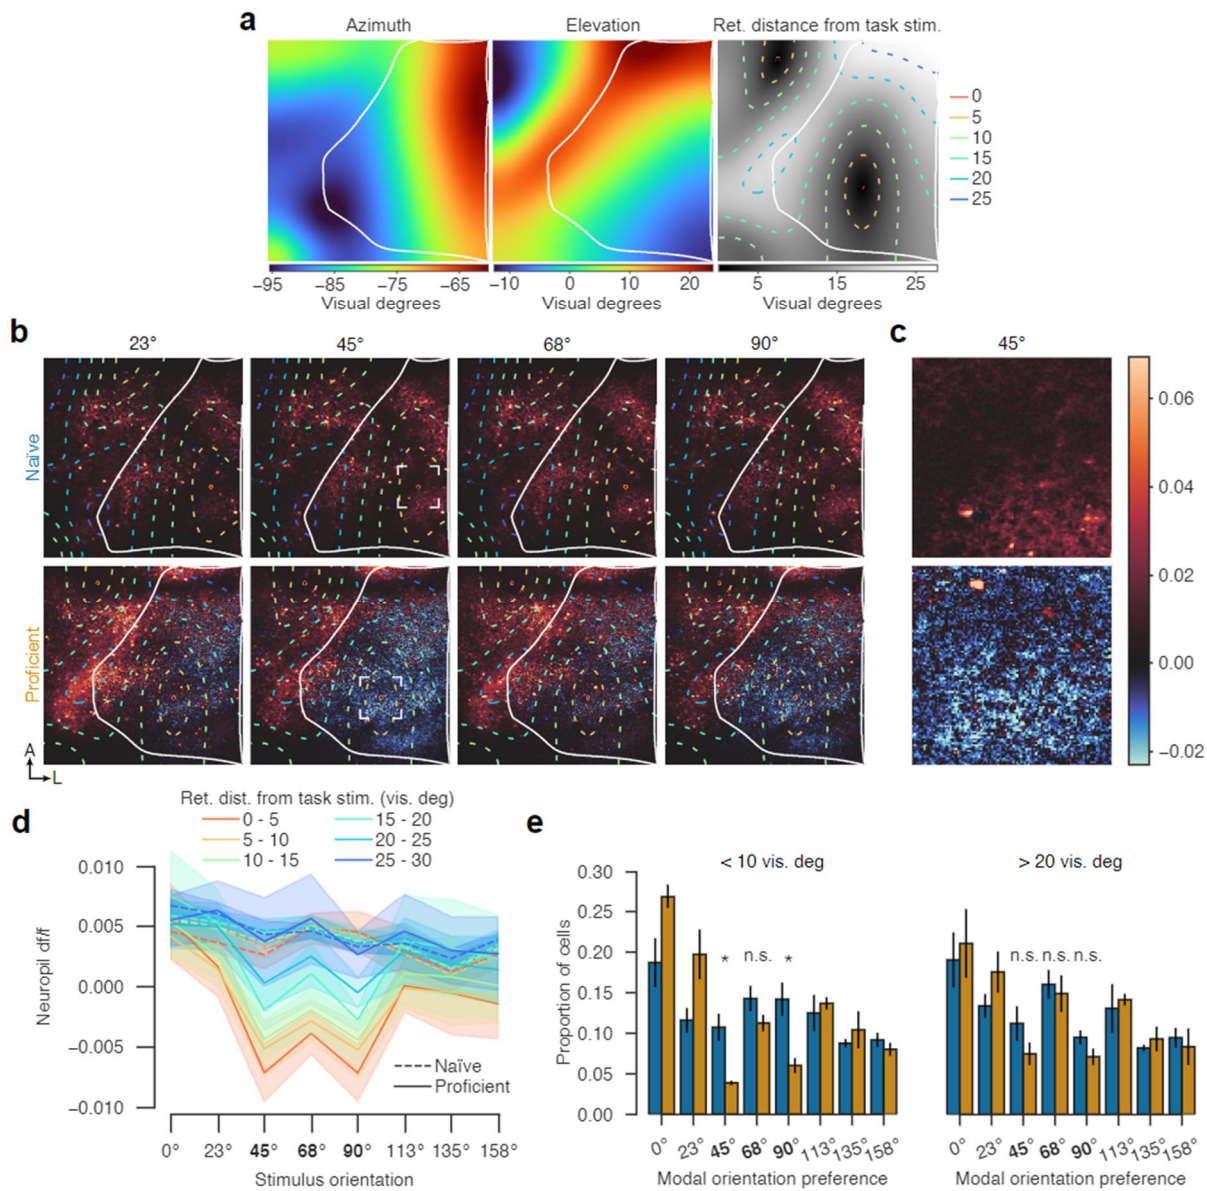 a
Azimuth Elevation Ret. distance from task stim.
0
5
10
15
20
25
−95 −85 −75 −65 −10 0 10 20 5 15 25
Visual degrees Visual degrees Visual degrees
b c
23° 45° 68° 90° 45°
Naïve
Proficient
A
L
0.06
0.04
0.02
0.00
−0.02
d
Ret. dist. from task stim. (vis. deg)
0 - 5 15 - 20
5 - 10 20 - 25
10 - 15 25 - 30
0.010
0.005
0.000
−0.005
−0.010
Neuropil df/f
Naïve
Proficient
0° 23° 45° 68° 90° 113° 135° 158°
Stimulus orientation
e
< 10 vis. deg > 20 vis. deg
0.30
0.25
0.20
0.15
0.10
0.05
0.00
Proportion of cells
* n.s. * n.s. n.s. n.s.
0° 23° 45° 68° 90° 113° 135° 158° 0° 23° 45° 68° 90° 113° 135° 158°
Modal orientation preference Modal orientation preference